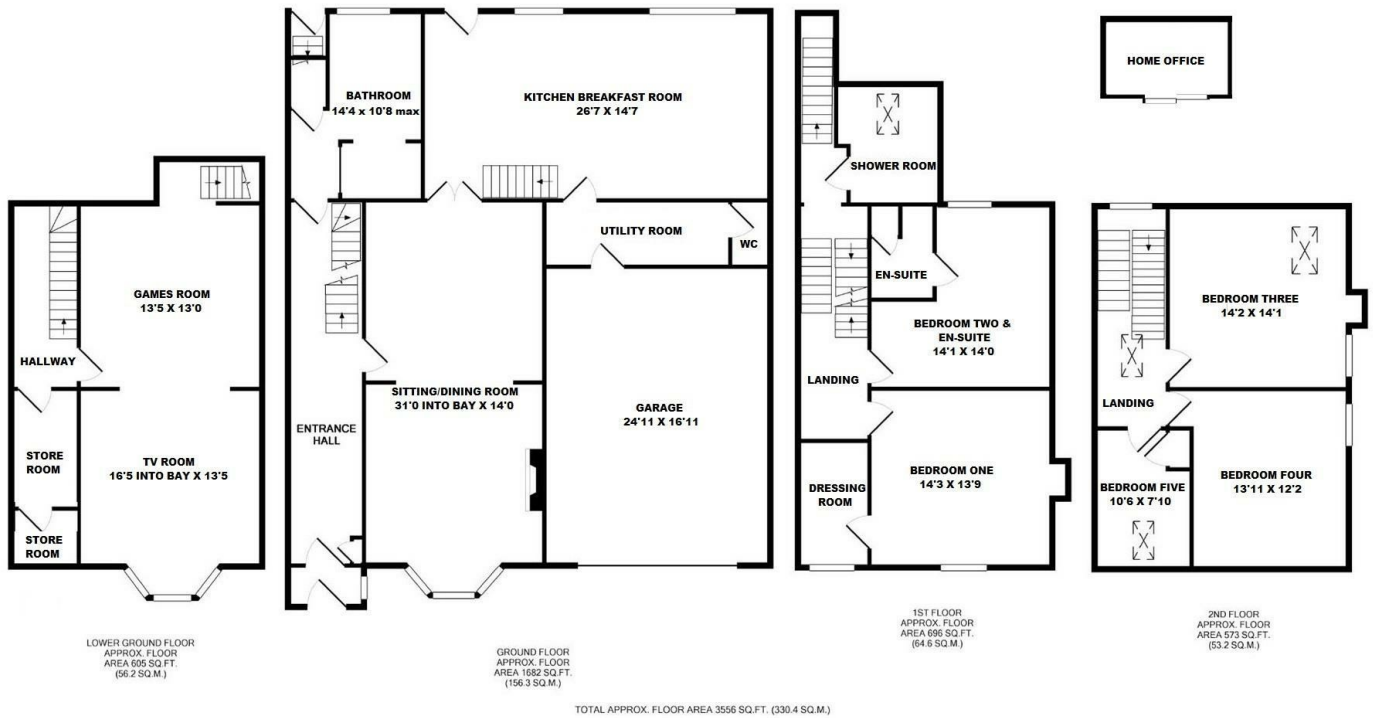 GAMES ROOM
13'5 X 13'0
HALLWAY
STORE
ROOM
TV ROOM
16'5 INTO BAY X 13'5
STORE
ROOM
LOWER GROUND FLOOR
APPROX. FLOOR
AREA 605 SQ.FT.
(56.2 SQ.M.)
BATHROOM
14'4 x 10'8 max
KITCHEN BREAKFAST ROOM
26'7 X 14'7
UTILITY ROOM
WC
SITTING/DINING ROOM
31'0 INTO BAY X 14'0
ENTRANCE
HALL
GARAGE
24'11 X 16'11
GROUND FLOOR
APPROX. FLOOR
AREA 1682 SQ.FT.
(156.3 SQ.M.)
SHOWER ROOM
EN-SUITE
BEDROOM TWO &
EN-SUITE
14'1 X 14'0
LANDING
BEDROOM ONE
14'3 X 13'9
DRESSING
ROOM
1ST FLOOR
APPROX. FLOOR
AREA 696 SQ.FT.
(64.6 SQ.M.)
HOME OFFICE
BEDROOM THREE
14'2 X 14'1
LANDING
BEDROOM FIVE
10'6 X 7'10
BEDROOM FOUR
13'11 X 12'2
2ND FLOOR
APPROX. FLOOR
AREA 573 SQ.FT.
(53.2 SQ.M.)
TOTAL APPROX. FLOOR AREA 3556 SQ.FT. (330.4 SQ.M.)